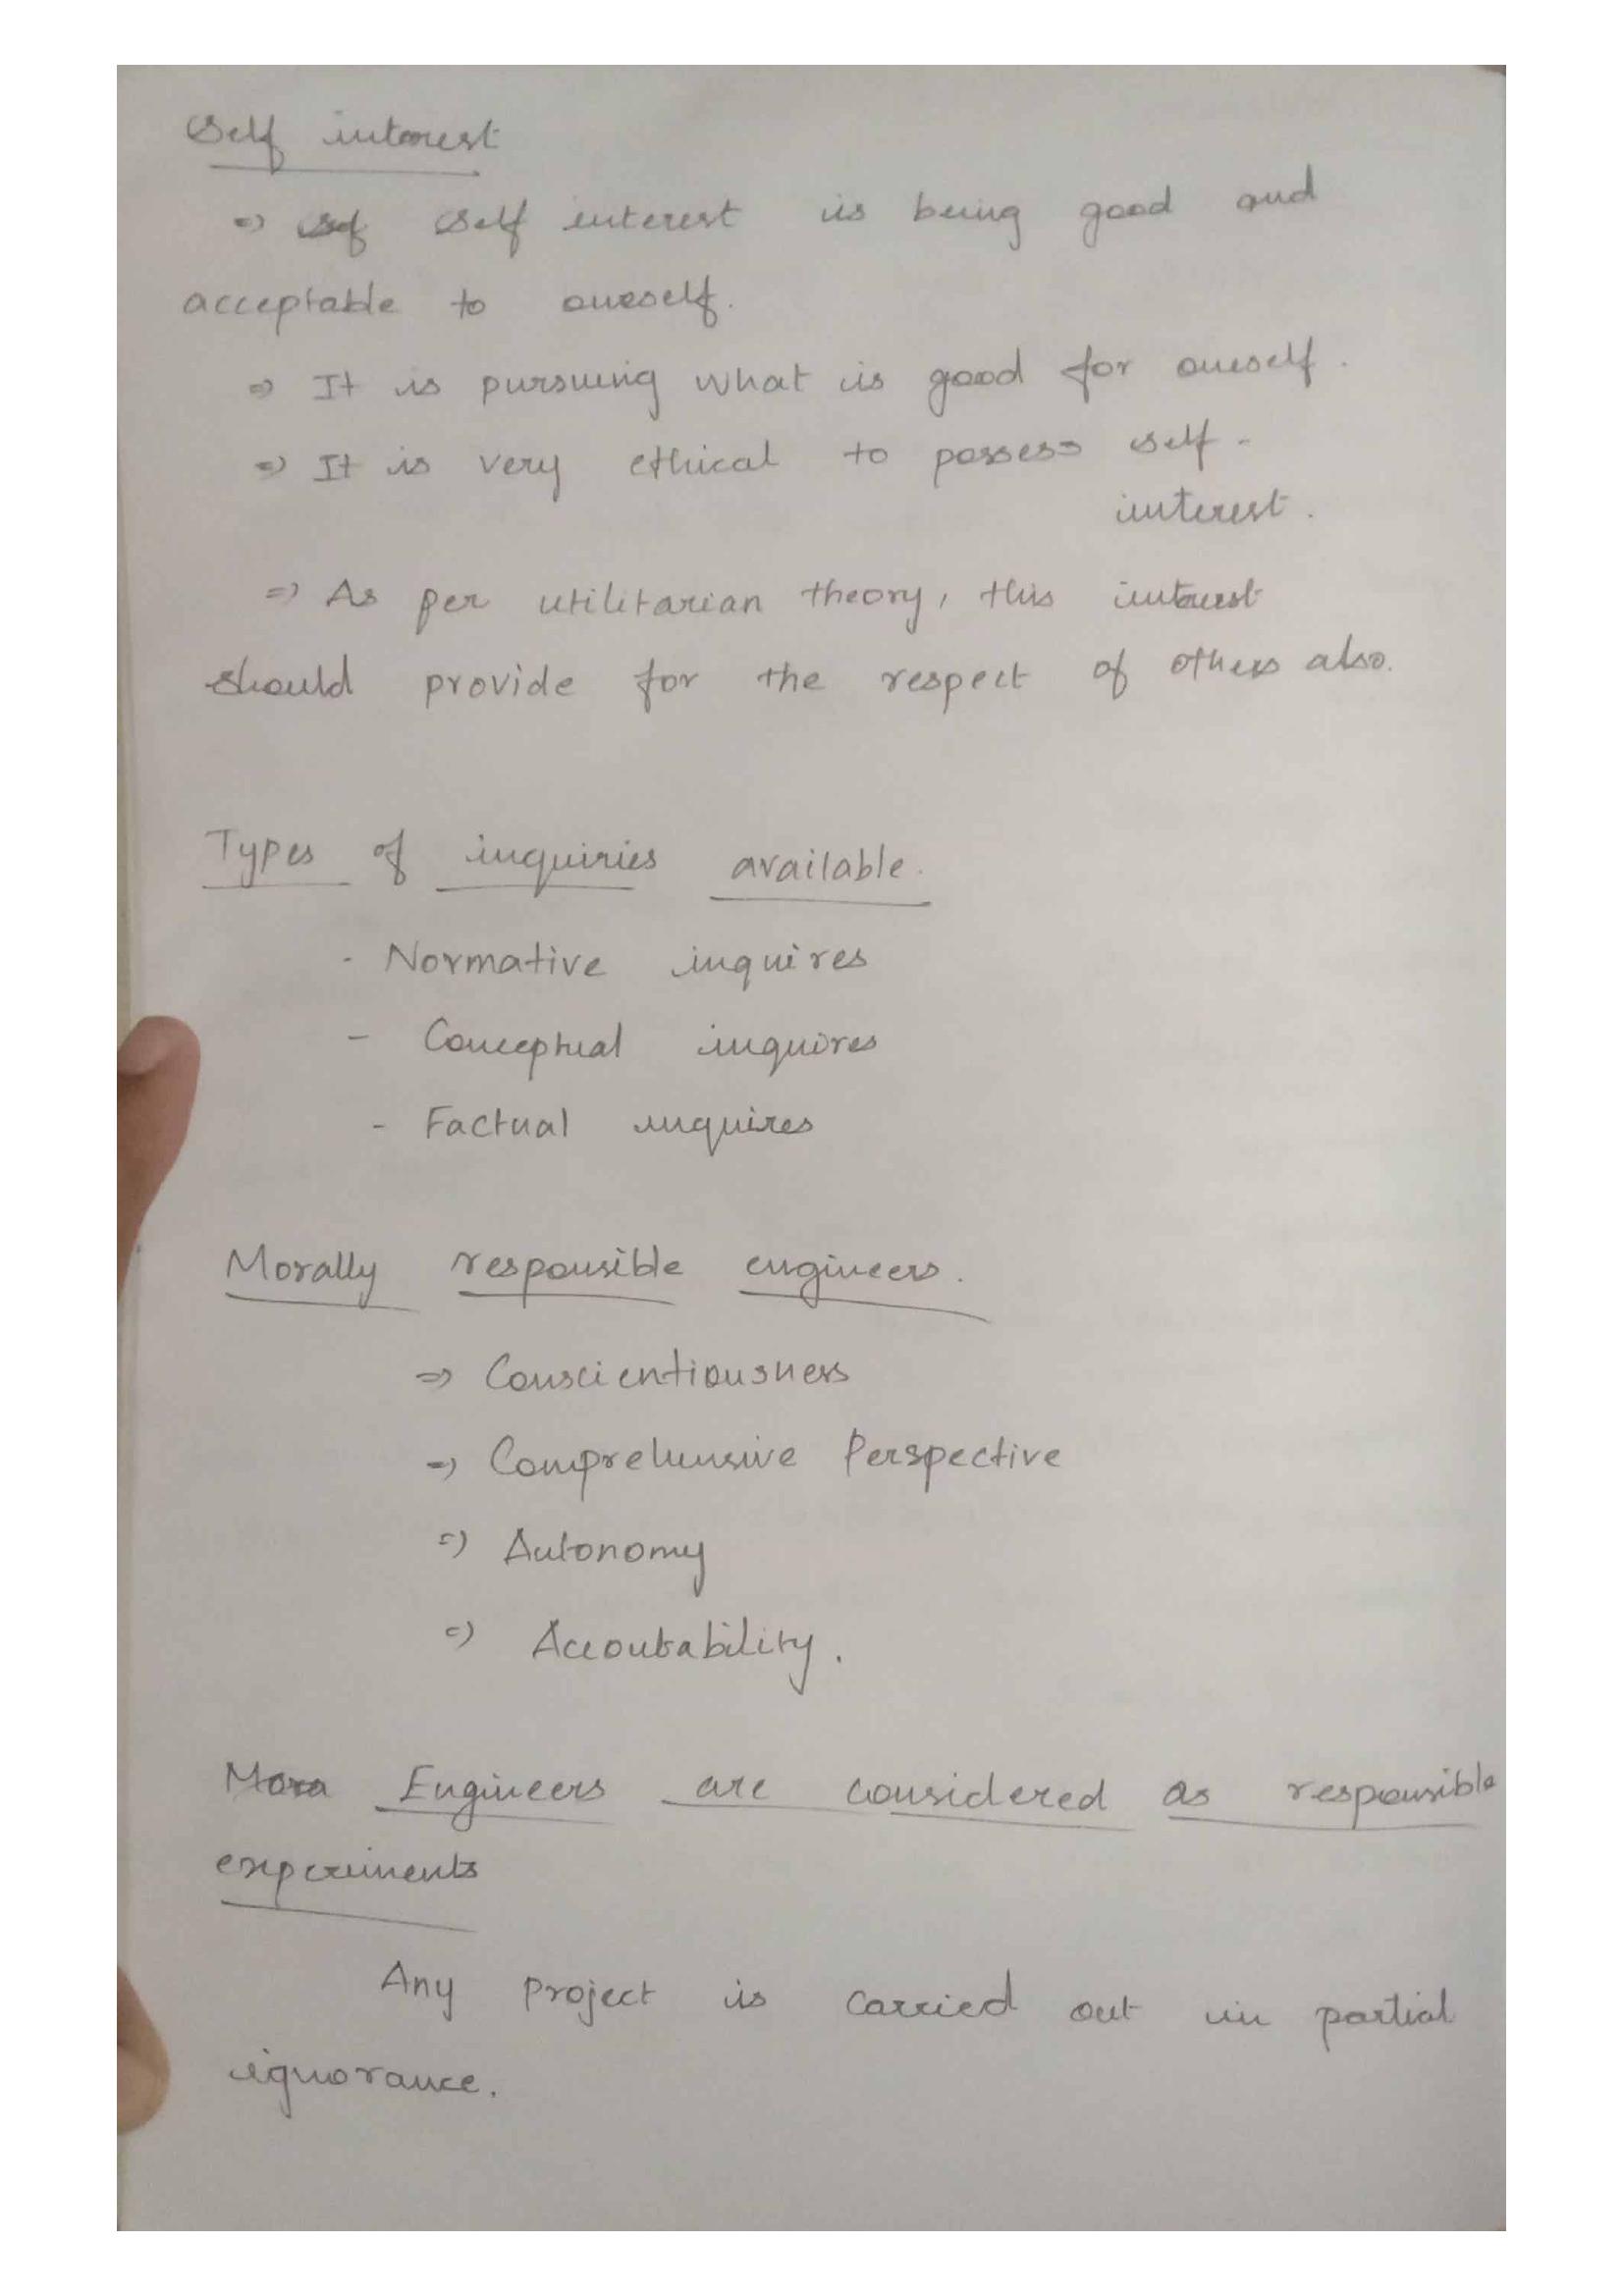 Self interest
=> Self interest is being good and
acceptable to oneself.
=> It is pursuing what is good for oneself.
=> It is very ethical to possess self-
interest.
=> As per utilitarian theory, this interest
should provide for the respect of others also.
Types of inquiries available.
- Normative inquires
- Conceptual inquires
- Factual inquires
Morally responsible engineers.
=> Conscientiousness
=> Comprehensive Perspective
=> Autonomy
=> Accoutability.
Mora Engineers are considered as responsible
experiments
Any project is carried out in partial
ignorance.